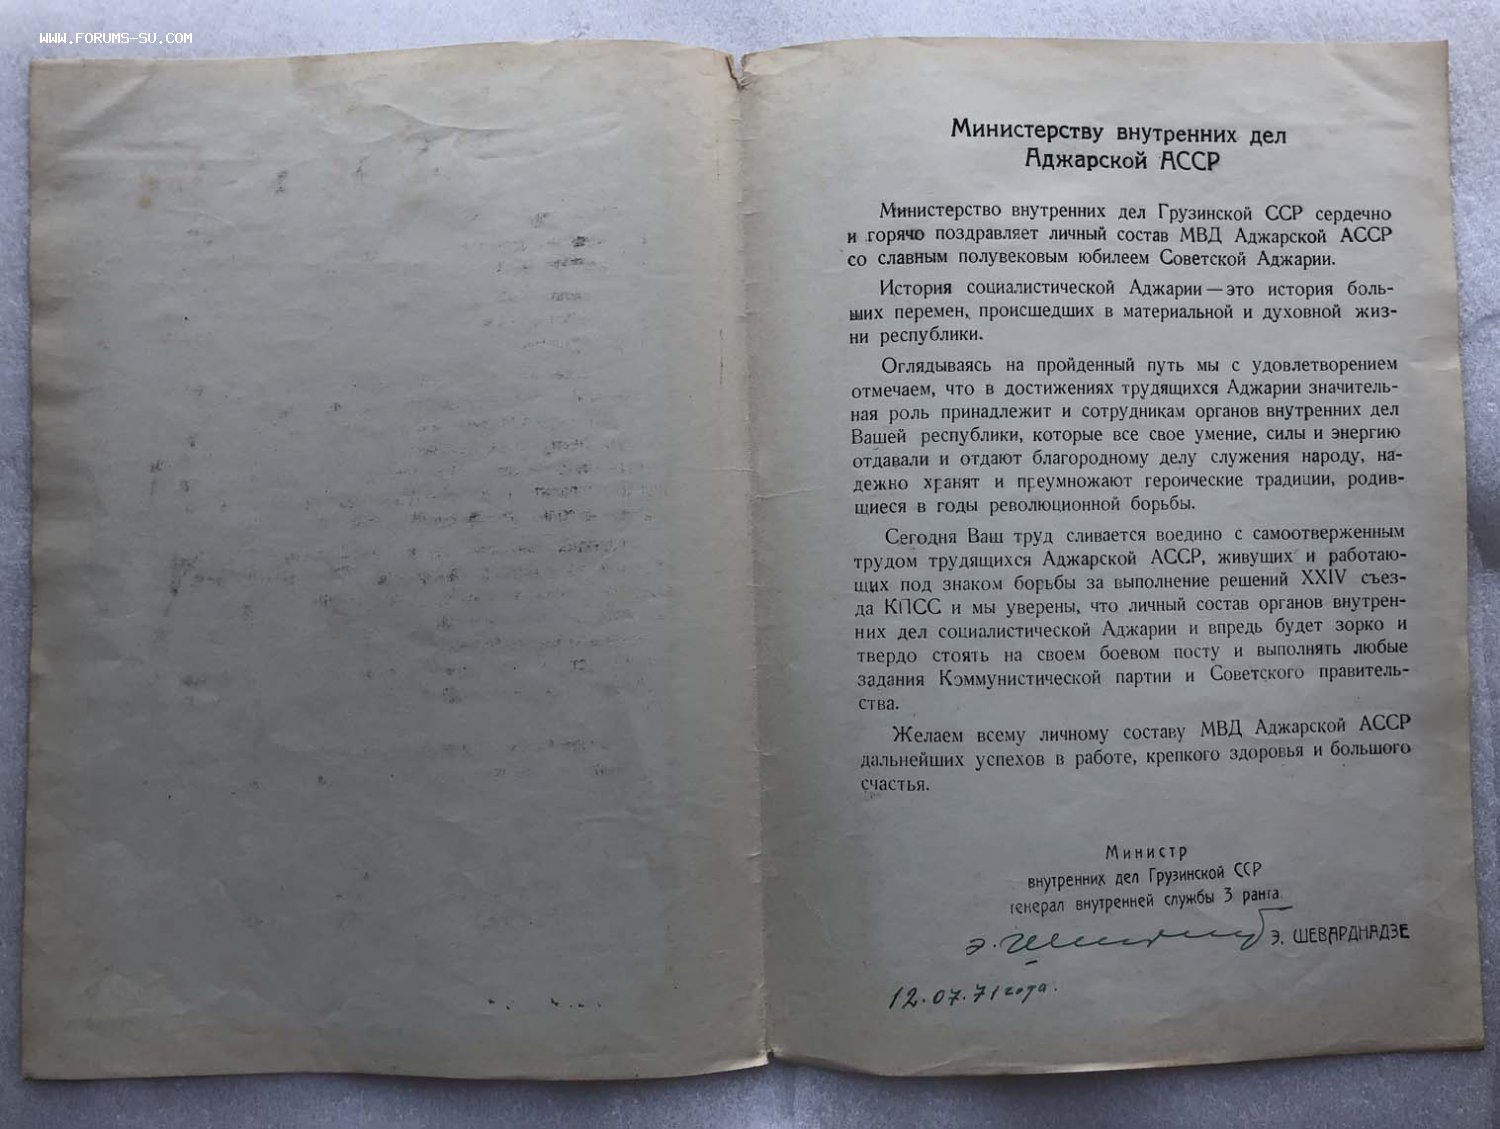 WWW.FORUMS-SU.COM
Министерству внутренних дел
Аджарской АССР
Министерство внутренних дел Грузинской ССР сердечно
и горячо поздравляет личный состав МВД Аджарской АССР
со славным полувековым юбилеем Советской Аджарии.
История социалистической Аджарии — это история боль-
ших перемен, происшедших в материальной и духовной жиз-
ни республики.
Оглядываясь на пройденный путь мы с удовлетворением
отмечаем, что в достижениях трудящихся Аджарии значитель-
ная роль принадлежит и сотрудникам органов внутренних дел
Вашей республики, которые все свое умение, силы и энергию
отдавали и отдают благородному делу служения народу, на-
дежно хранят и преумножают героические традиции, родив-
щиеся в годы революционной борьбы.
Сегодня Ваш труд сливается воедино с самоотверженным
трудом трудящихся Аджарской АССР, живущих и работаю-
щих под знаком борьбы за выполнение решений XXIV съез-
да КПСС и мы уверены, что личный состав органов внутрен-
них дел социалистической Аджарии и впредь будет зорко и
твердо стоять на своем боевом посту и выполнять любые
задания Коммунистической партии и Советского правитель-
ства.
Желаем всему личному составу МВД Аджарской АССР
дальнейших успехов в работе, крепкого здоровья и большого
счастья.
Министр
внутренних дел Грузинской ССР
генерал внутренней службы 3 ранга
Э. ШЕВАРДНАДЗЕ
12.07.71 года.